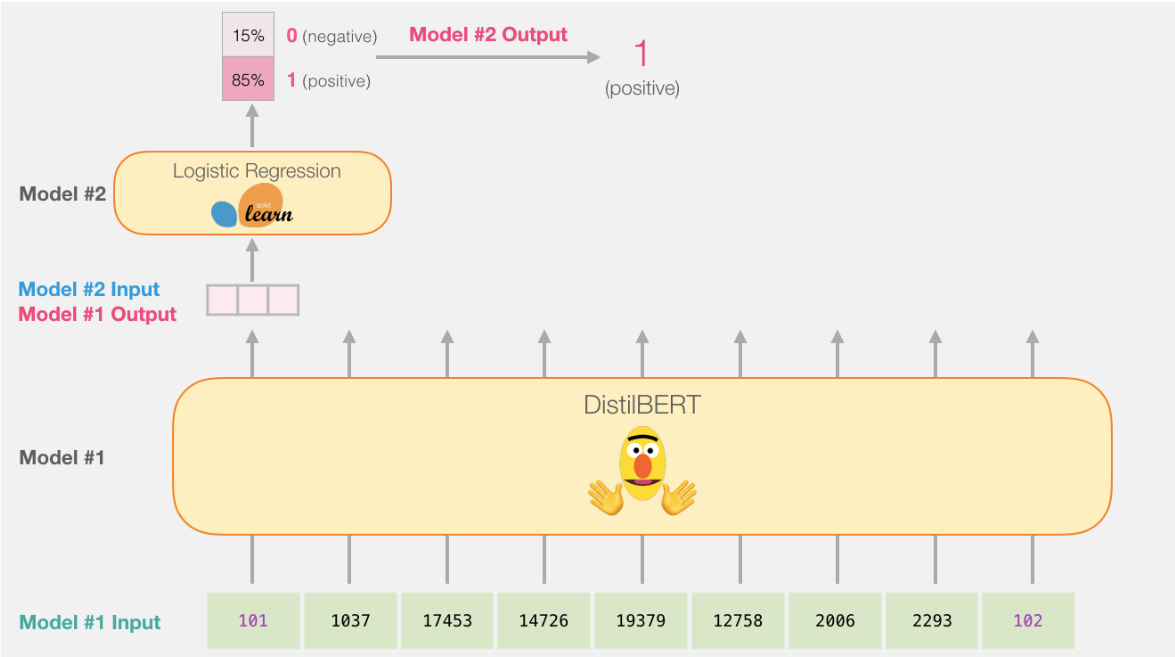 15% 0 (negative) Model #2 Output 1
85% 1 (positive) (positive)
Logistic Regression
Model #2
scikit
learn
Model #2 Input
Model #1 Output
DistilBERT
Model #1
Model #1 Input 101 1037 17453 14726 19379 12758 2006 2293 102